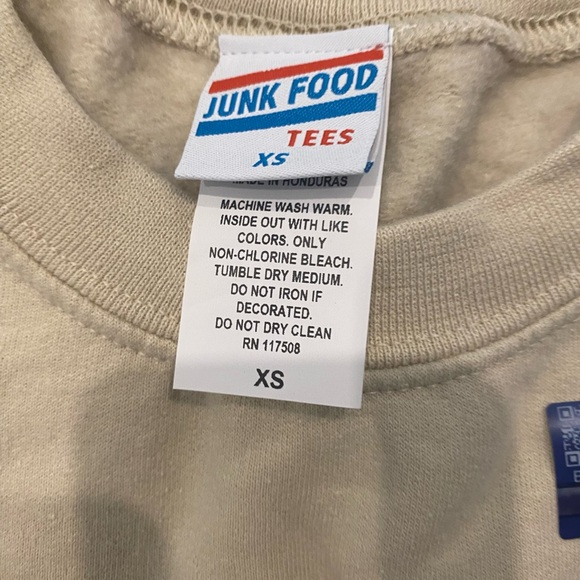 JUNK FOOD
TEES
XS
MADE IN HONDURAS
MACHINE WASH WARM.
INSIDE OUT WITH LIKE
COLORS. ONLY
NON-CHLORINE BLEACH.
TUMBLE DRY MEDIUM.
DO NOT IRON IF
DECORATED.
DO NOT DRY CLEAN
RN 117508
XS